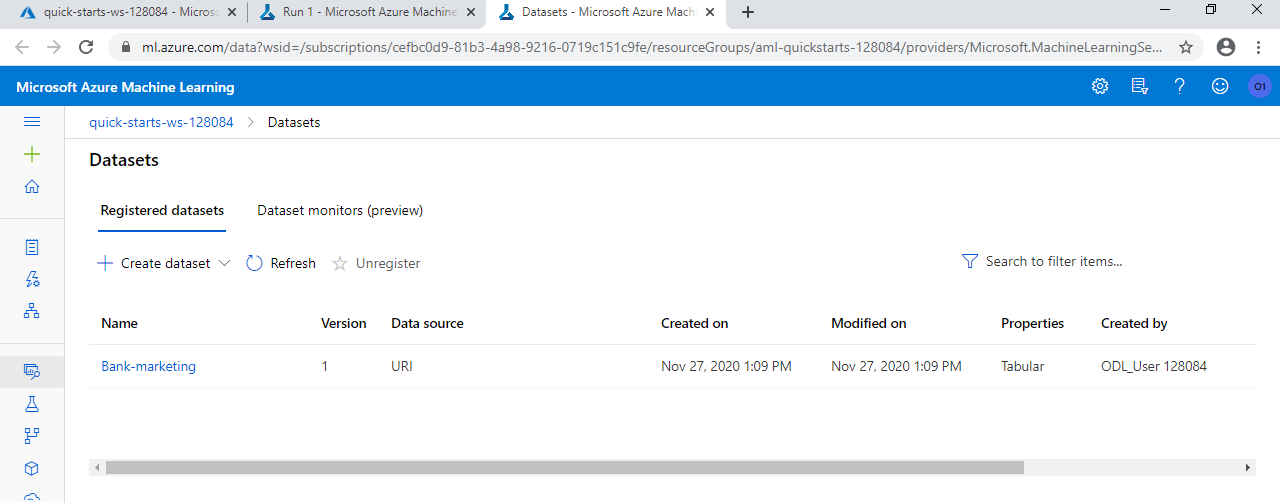 quick-starts-ws-128084 - Micros
Run 1 - Microsoft Azure Machine
Datasets - Microsoft Azure Mach
ml.azure.com/data?wsid=/subscriptions/cefbc0d9-81b3-4a98-9216-0719c151c9fe/resourceGroups/aml-quickstarts-128084/providers/Microsoft.MachineLearningSe...
Microsoft Azure Machine Learning
O1
quick-starts-ws-128084 > Datasets
Datasets
Registered datasets Dataset monitors (preview)
Create dataset Refresh Unregister Search to filter items...
Name Version Data source Created on Modified on Properties Created by
Bank-marketing 1 URI Nov 27, 2020 1:09 PM Nov 27, 2020 1:09 PM Tabular ODL_User 128084